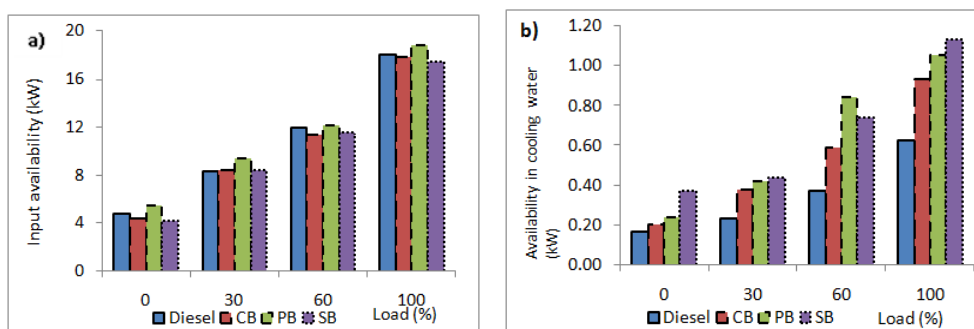 a)
Input availability (kW)
20
16
12
8
4
0
0 30 60 100
Diesel CB PB SB Load (%)
b)
Availability in cooling water
(kW)
1.20
1.00
0.80
0.60
0.40
0.20
0.00
0 30 60 100
Diesel CB PB SB Load (%)